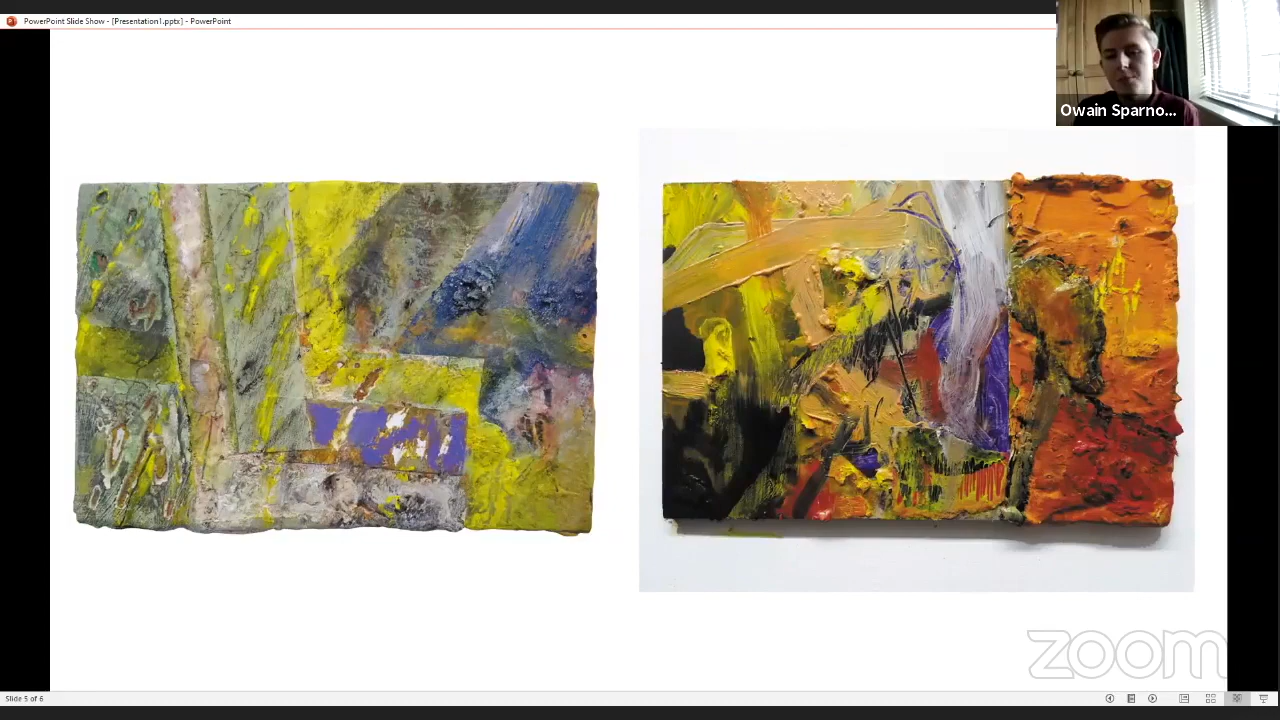 PowerPoint Slide Show - [Presentation1.pptx] - PowerPoint
Owain Sparno...
zoom
Slide 5 of 6